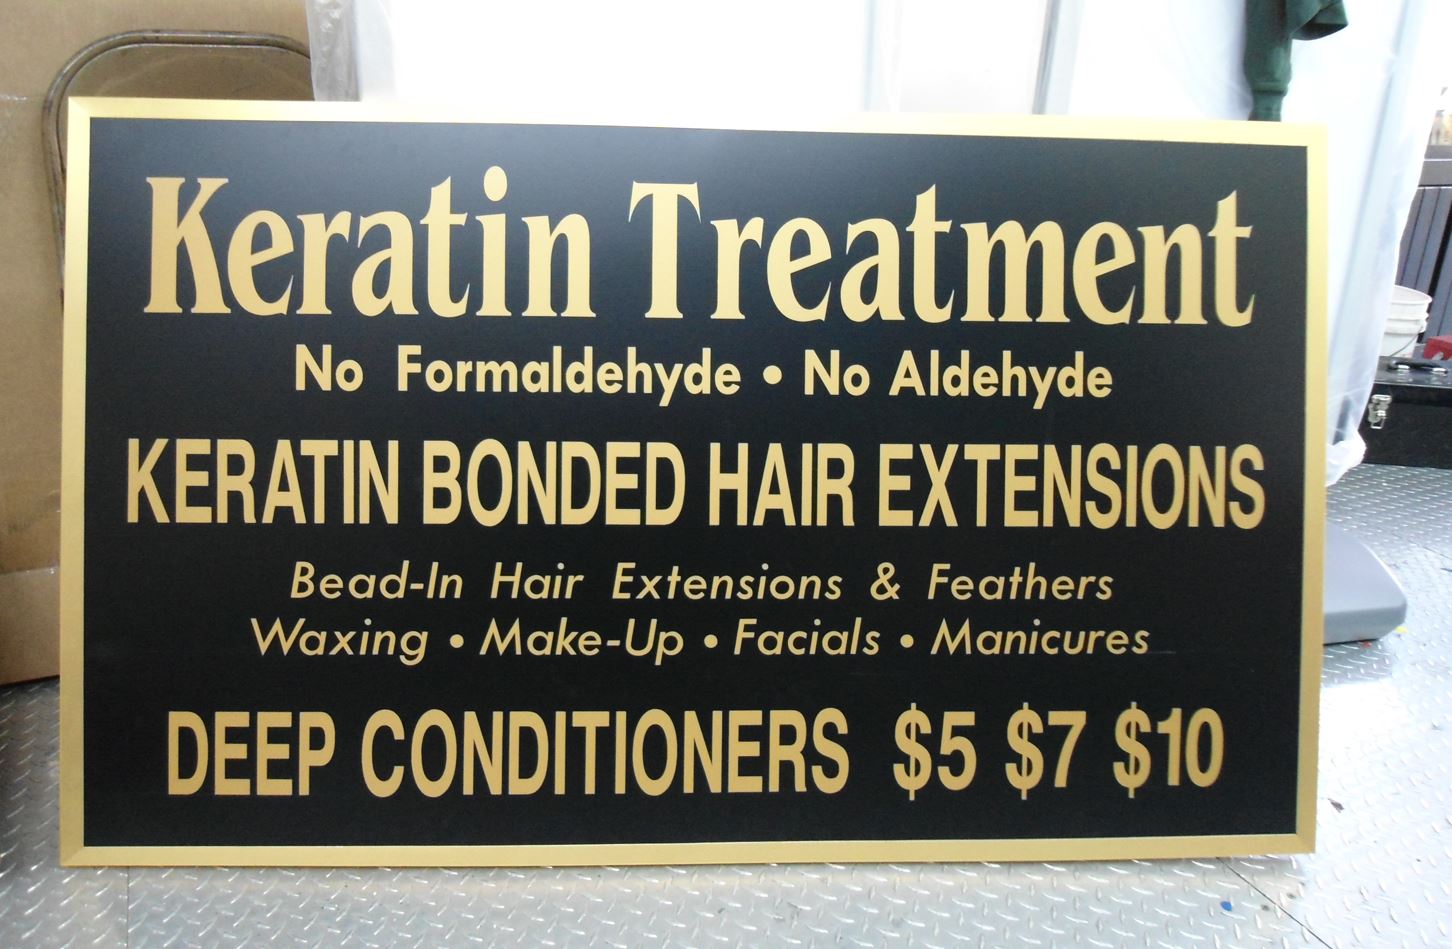 Keratin Treatment
No Formaldehyde • No Aldehyde
KERATIN BONDED HAIR EXTENSIONS
Bead-In Hair Extensions & Feathers
Waxing • Make-Up • Facials • Manicures
DEEP CONDITIONERS $5 $7 $10